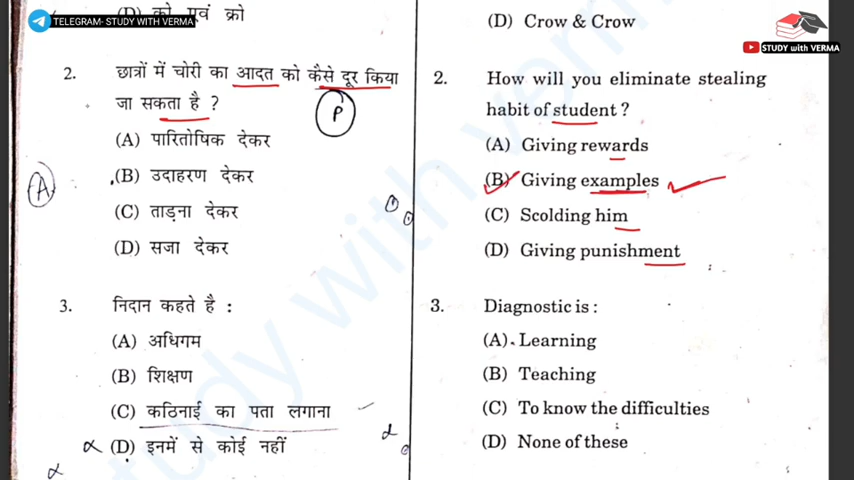 (D) को एवं क्रो
TELEGRAM- STUDY WITH VERMA
2. छात्रों में चोरी का आदत को कैसे दूर किया
जा सकता है ?
P
(A) पारितोषिक देकर
A
(B) उदाहरण देकर
(C) ताड़ना देकर
(D) सजा देकर
3. निदान कहते है :
(A) अधिगम
(B) शिक्षण
(C) कठिनाई का पता लगाना
(D) इनमें से कोई नहीं
(D) Crow & Crow
STUDY with VERMA
2. How will you eliminate stealing
habit of student ?
(A) Giving rewards
(B) Giving examples
(C) Scolding him
(D) Giving punishment
3. Diagnostic is :
(A) Learning
(B) Teaching
(C) To know the difficulties
(D) None of these